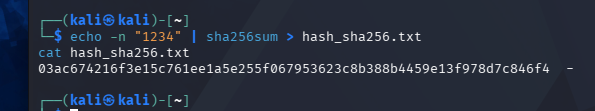 ┌──(kali㉿kali)-[~]
└─$ echo -n "1234" | sha256sum > hash_sha256.txt
cat hash_sha256.txt
03ac674216f3e15c761ee1a5e255f067953623c8b388b4459e13f978d7c846f4  -
┌──(kali㉿kali)-[~]